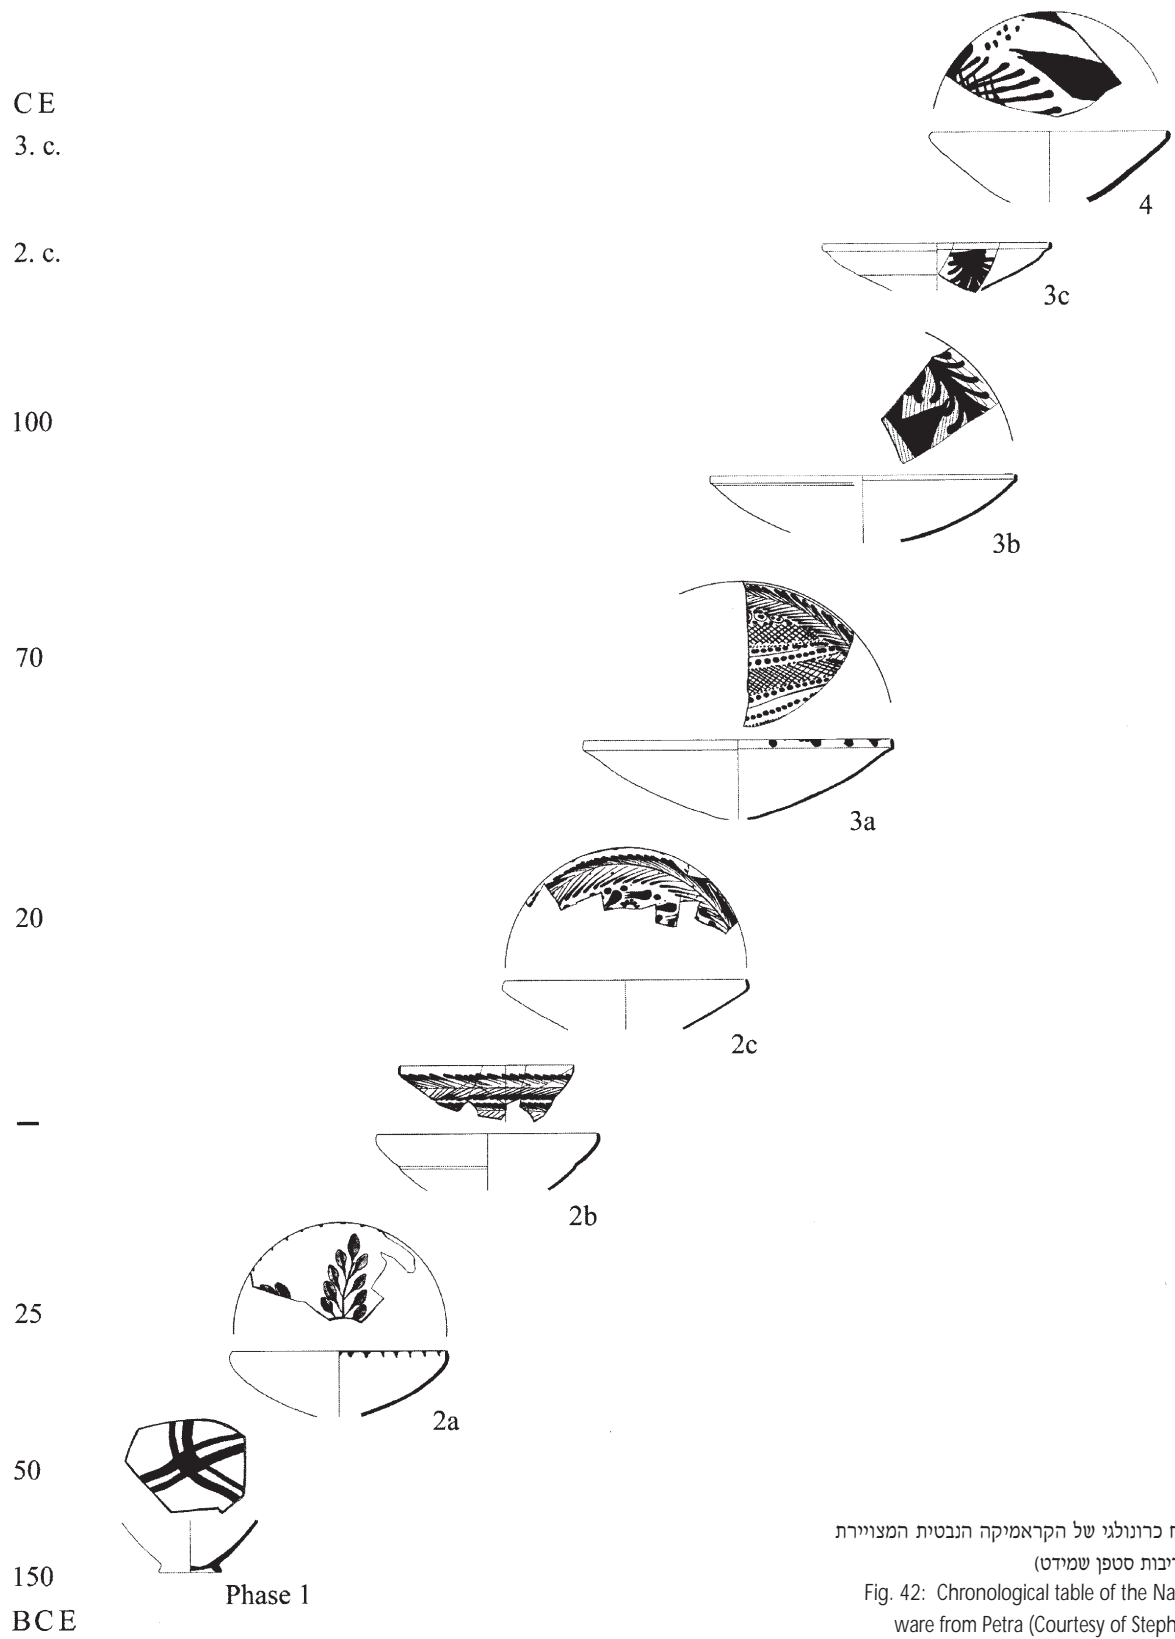 CE
3. c.
4
2. c.
3c
100
3b
70
3a
20
2c
2b
25
2a
50
150
Phase 1
BCE
ח כרונולוגי של הקראמיקה הנבטית המצויירת
יבות סטפן שמידט)
Fig. 42: Chronological table of the Na
ware from Petra (Courtesy of Steph